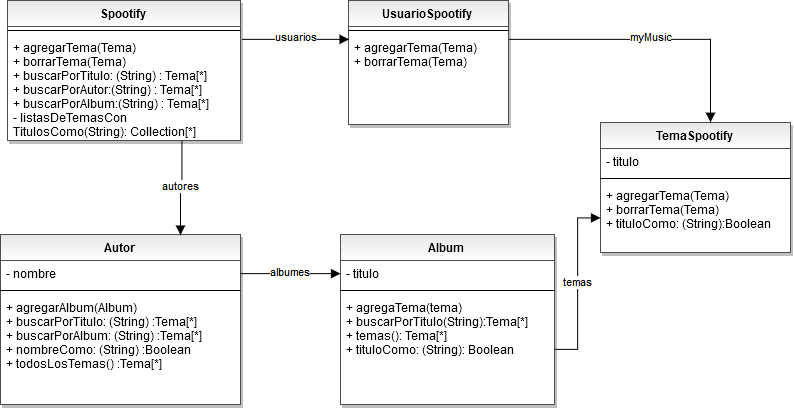 Spootify
+ agregarTema(Tema)
+ borrarTema(Tema)
+ buscarPorTitulo: (String) : Tema[*]
+ buscarPorAutor:(String) : Tema[*]
+ buscarPorAlbum:(String) : Tema[*]
- listasDeTemasCon
TitulosComo(String): Collection[*]
usuarios
UsuarioSpootify
+ agregarTema(Tema)
+ borrarTema(Tema)
myMusic
TemaSpootify
- titulo
+ agregarTema(Tema)
+ borrarTema(Tema)
+ tituloComo: (String):Boolean
autores
Autor
- nombre
+ agregarAlbum(Album)
+ buscarPorTitulo: (String) :Tema[*]
+ buscarPorAlbum: (String) :Tema[*]
+ nombreComo: (String) :Boolean
+ todosLosTemas() :Tema[*]
albumes
Album
- titulo
+ agregaTema(tema)
+ buscarPorTitulo(String):Tema[*]
+ temas(): Tema[*]
+ tituloComo: (String): Boolean
temas